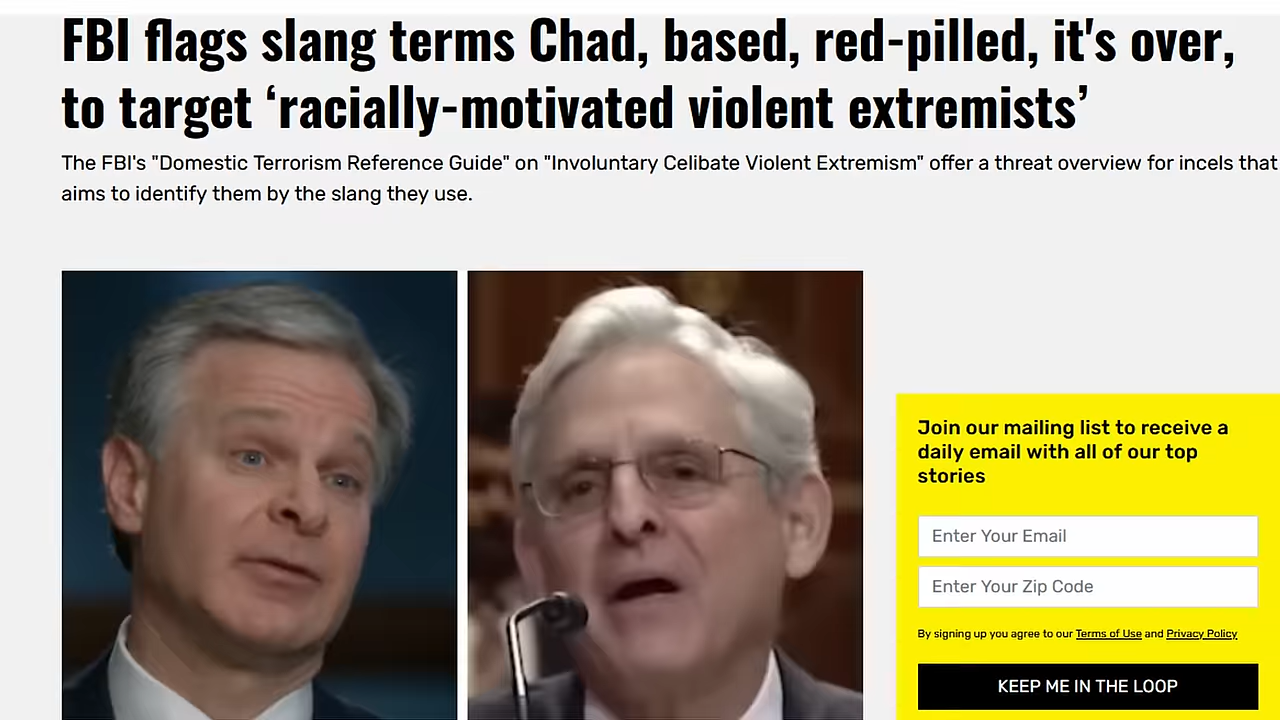 FBI flags slang terms Chad, based, red-pilled, it's over,
to target ‘racially-motivated violent extremists’
The FBI's "Domestic Terrorism Reference Guide" on "Involuntary Celibate Violent Extremism" offer a threat overview for incels that
aims to identify them by the slang they use.
Join our mailing list to receive a
daily email with all of our top
stories
Enter Your Email
Enter Your Zip Code
By signing up you agree to our Terms of Use and Privacy Policy
KEEP ME IN THE LOOP